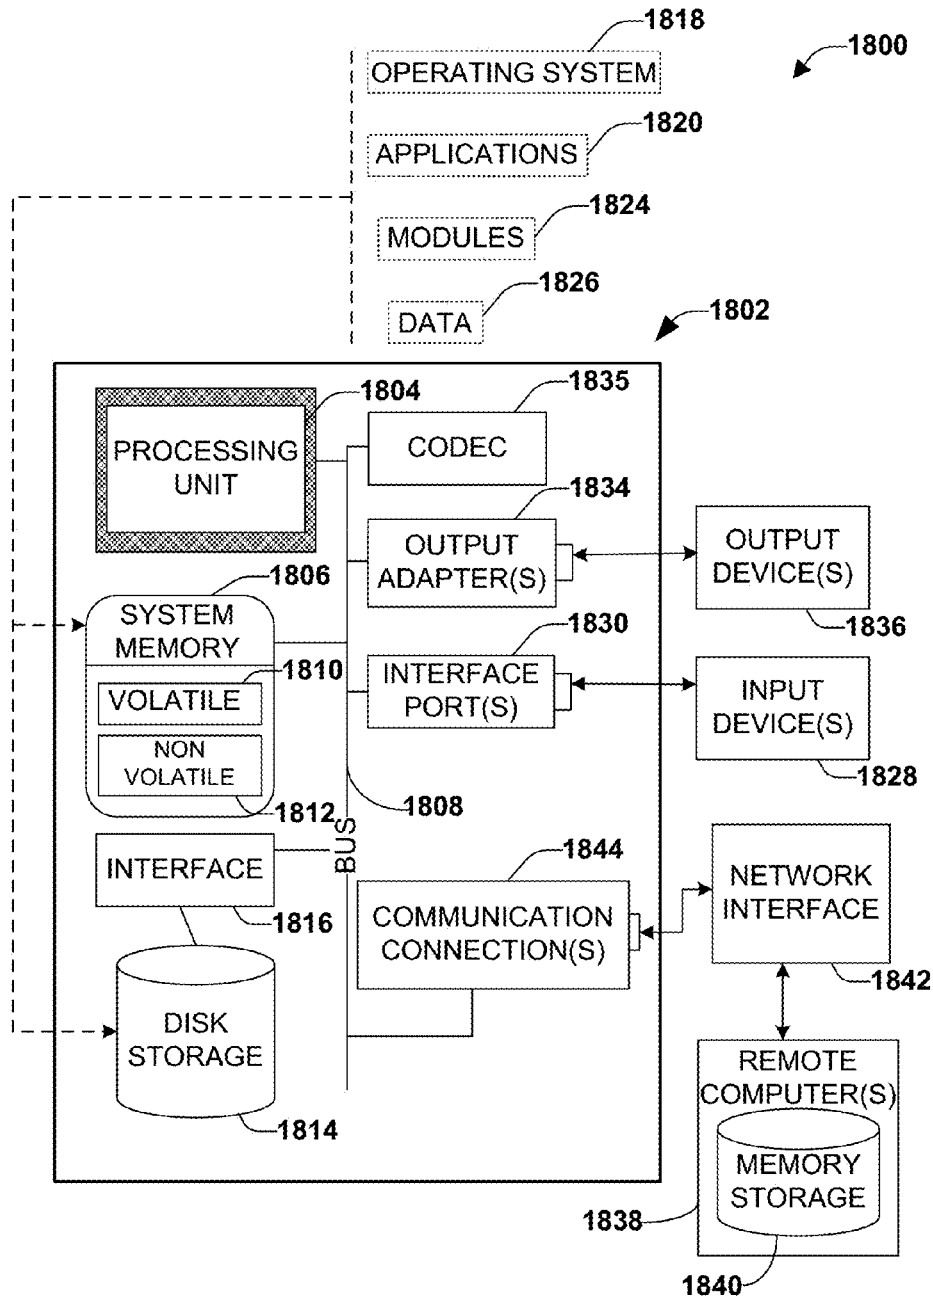 1818
1800
OPERATING SYSTEM
1820
APPLICATIONS
1824
MODULES
1826
DATA
1802
1804
1835
PROCESSING
UNIT
CODEC
1834
OUTPUT
ADAPTER(S)
OUTPUT
DEVICE(S)
1836
1806
SYSTEM
MEMORY
1810
VOLATILE
NON
VOLATILE
1812
1830
INTERFACE
PORT(S)
INPUT
DEVICE(S)
1828
1808
BUS
INTERFACE
1816
1844
COMMUNICATION
CONNECTION(S)
NETWORK
INTERFACE
1842
DISK
STORAGE
1814
REMOTE
COMPUTER(S)
MEMORY
STORAGE
1838
1840